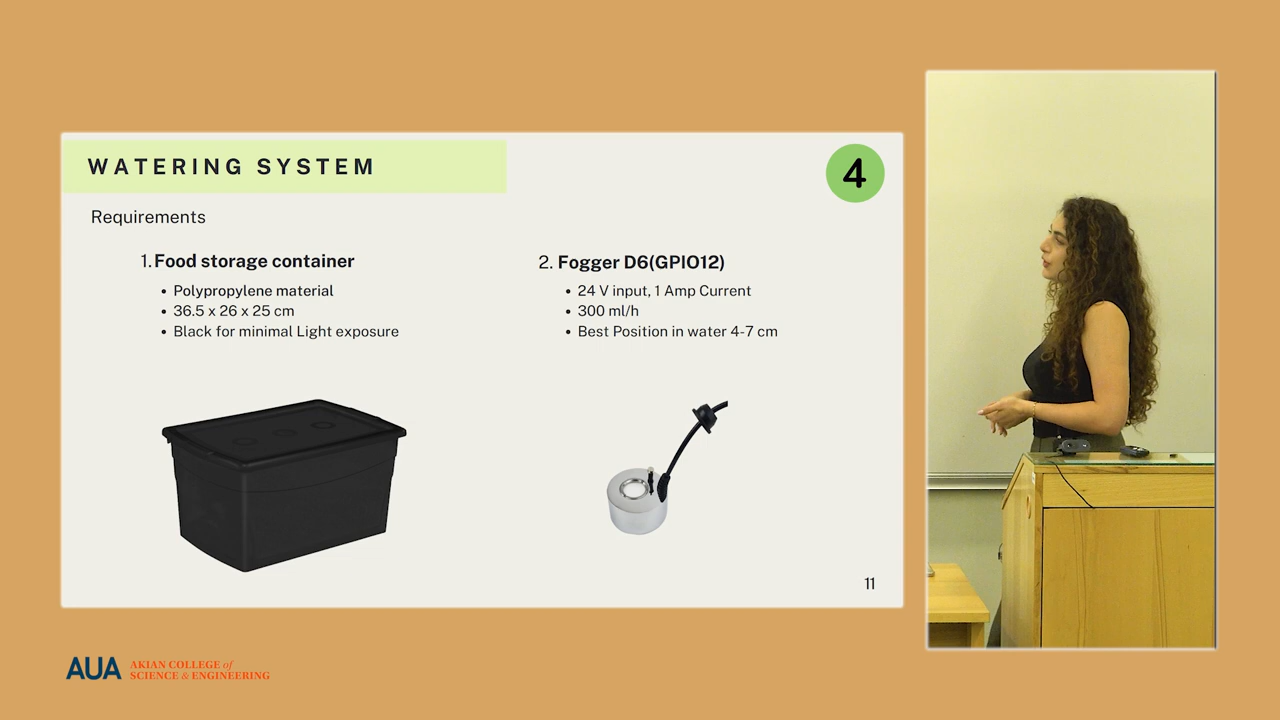 WATERING SYSTEM
4
Requirements
1. Food storage container
• Polypropylene material
• 36.5 x 26 x 25 cm
• Black for minimal Light exposure
2. Fogger D6(GPIO12)
• 24 V input, 1 Amp Current
• 300 ml/h
• Best Position in water 4-7 cm
11
AUA AKIAN COLLEGE of
SCIENCE & ENGINEERING